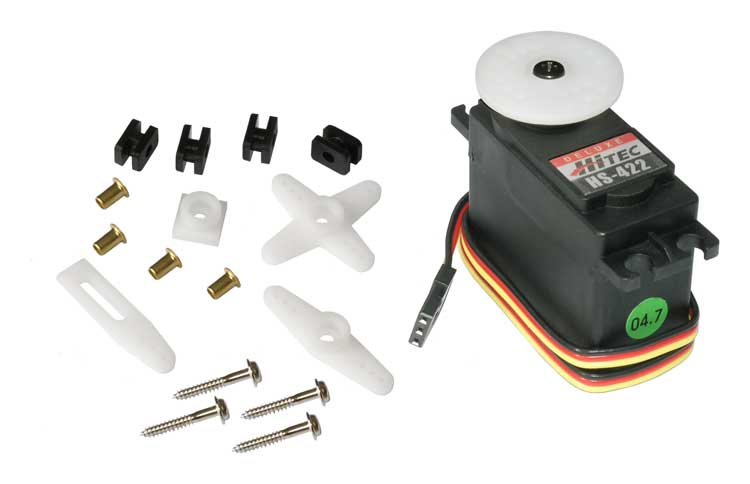 DELUXE
HiTEC
HS-422
04.7